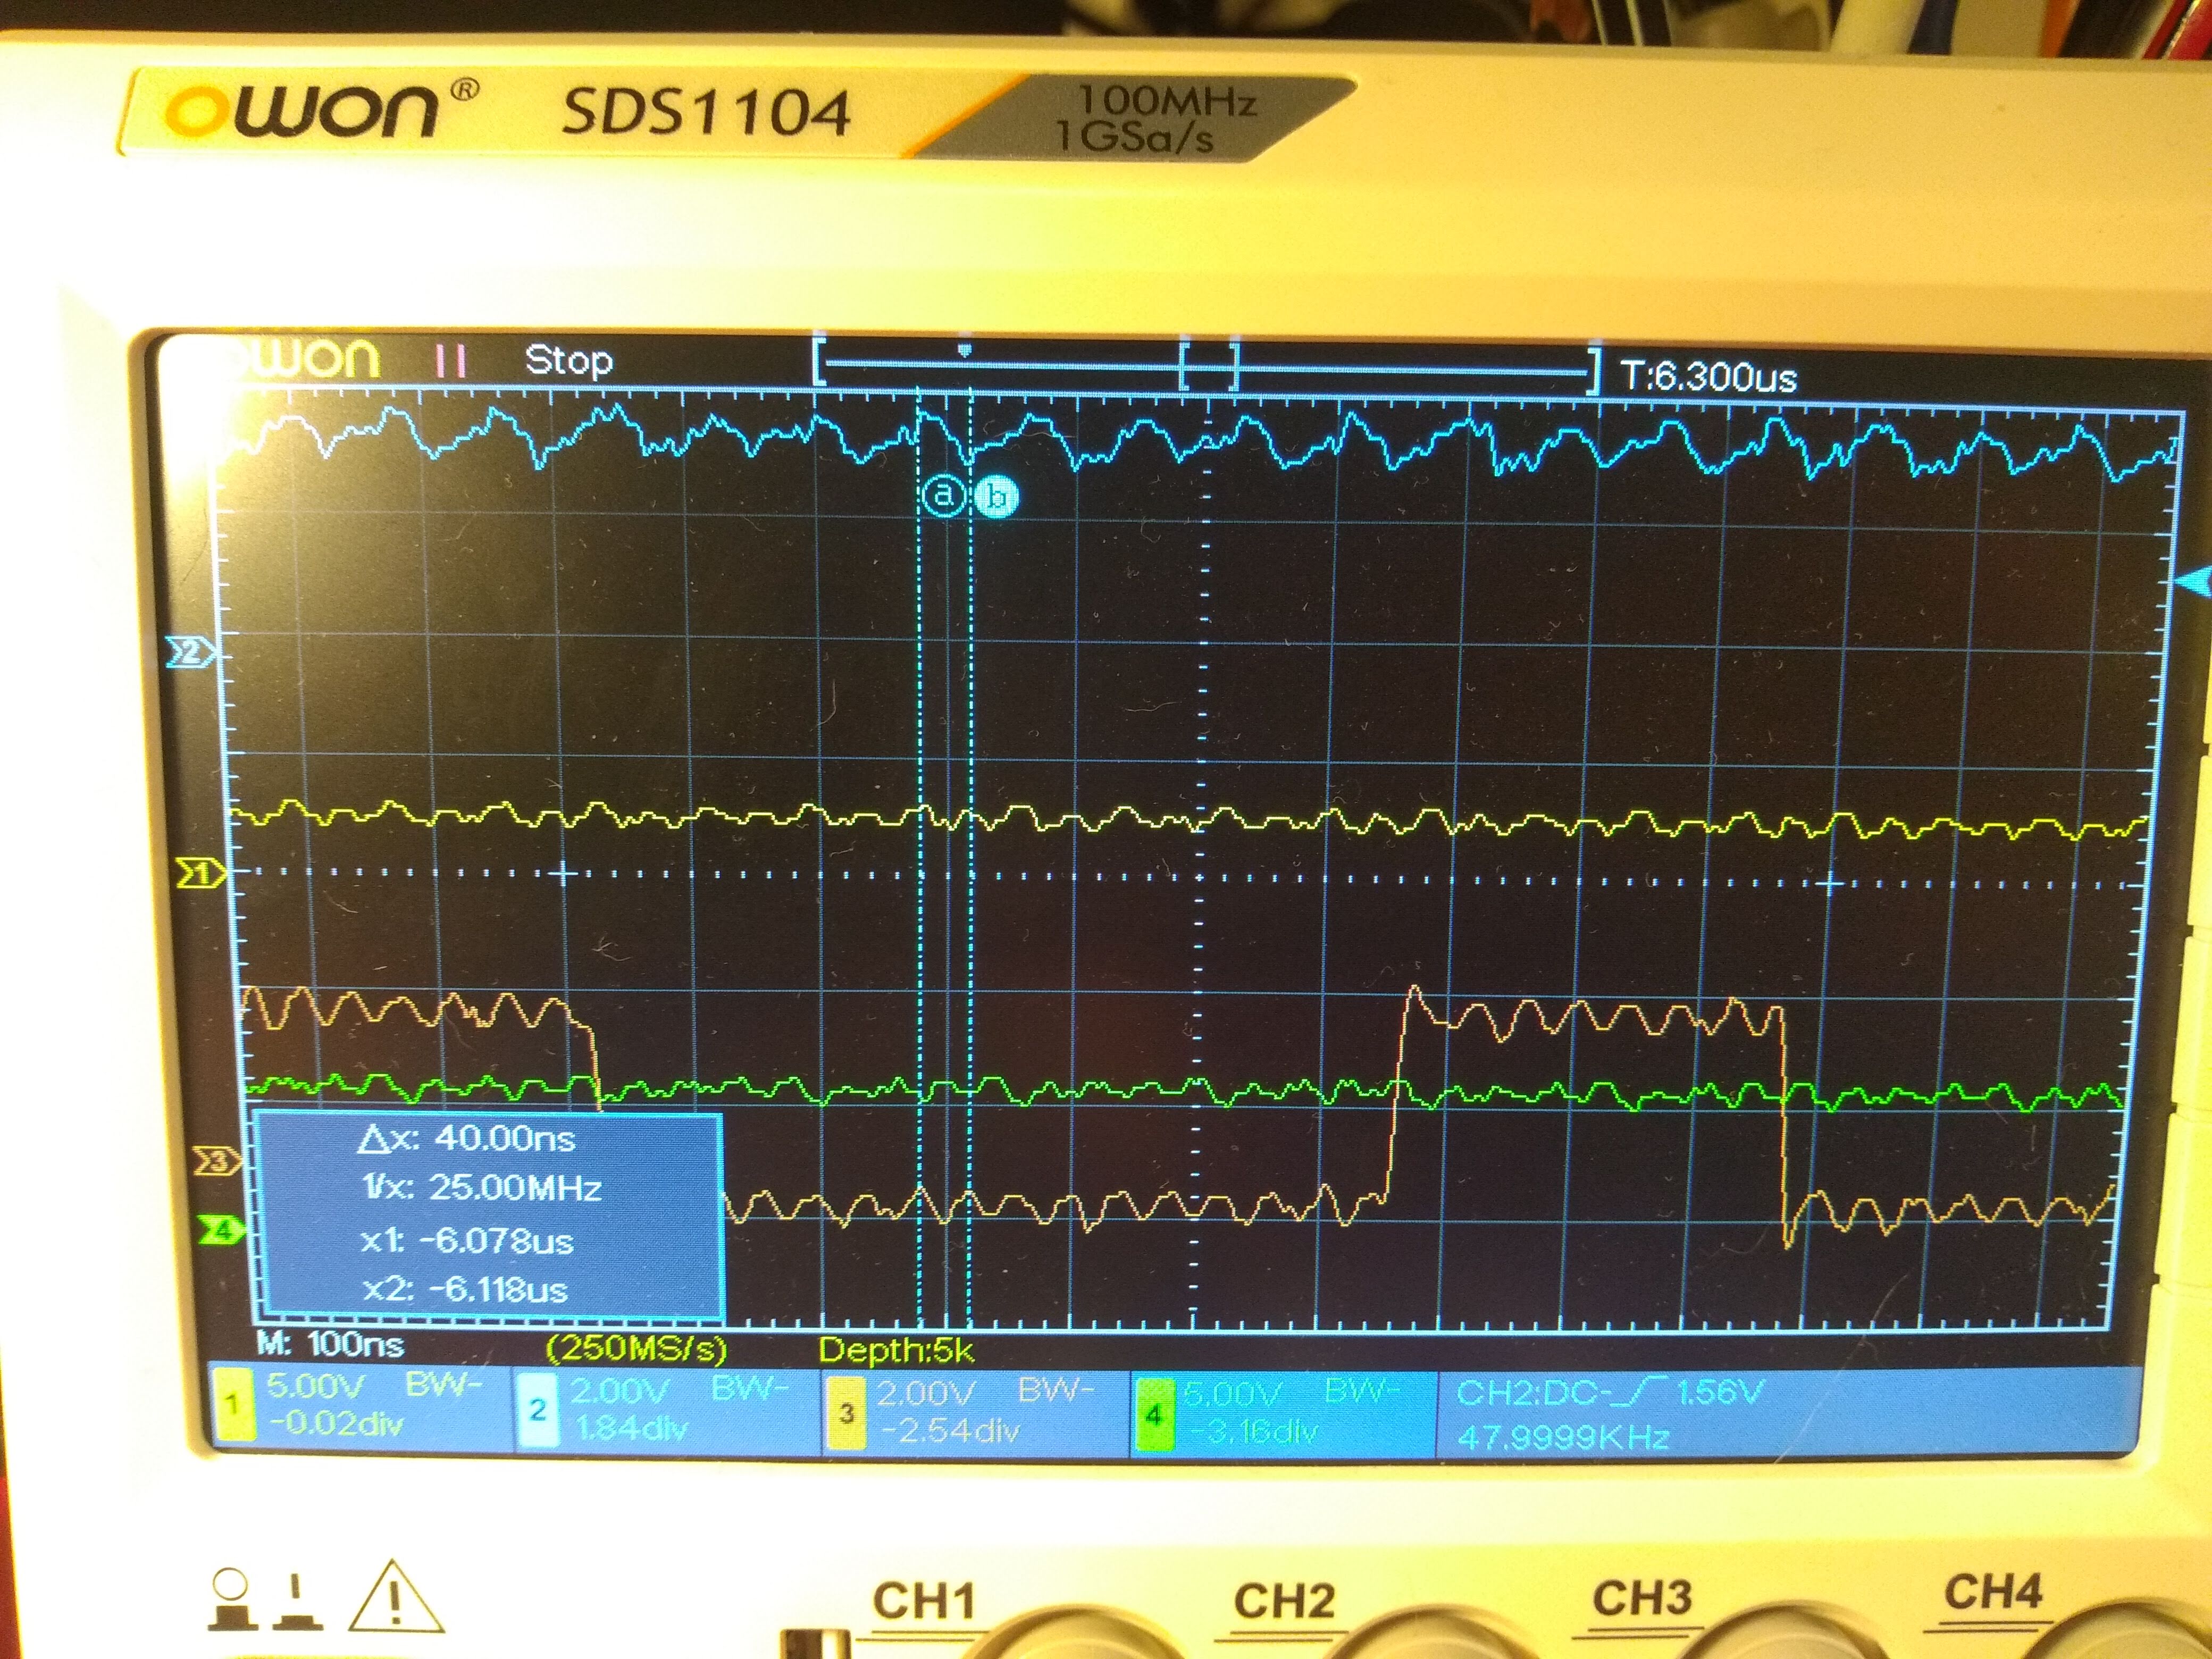 owon® SDS1104 100MHz
1GSa/s
owon Stop T:6.300us
a b
2
1
3
4
Δx: 40.00ns
1/x: 25.00MHz
x1: -6.078us
x2: -6.118us
M: 100ns (250MS/s) Depth:5k
1 5.00V BW-
-0.02div
2 2.00V BW-
1.84div
3 2.00V BW-
-2.54div
4 5.00V BW-
-3.16div
CH2:DC- 1.56V
47.9999KHz
CH1 CH2 CH3 CH4